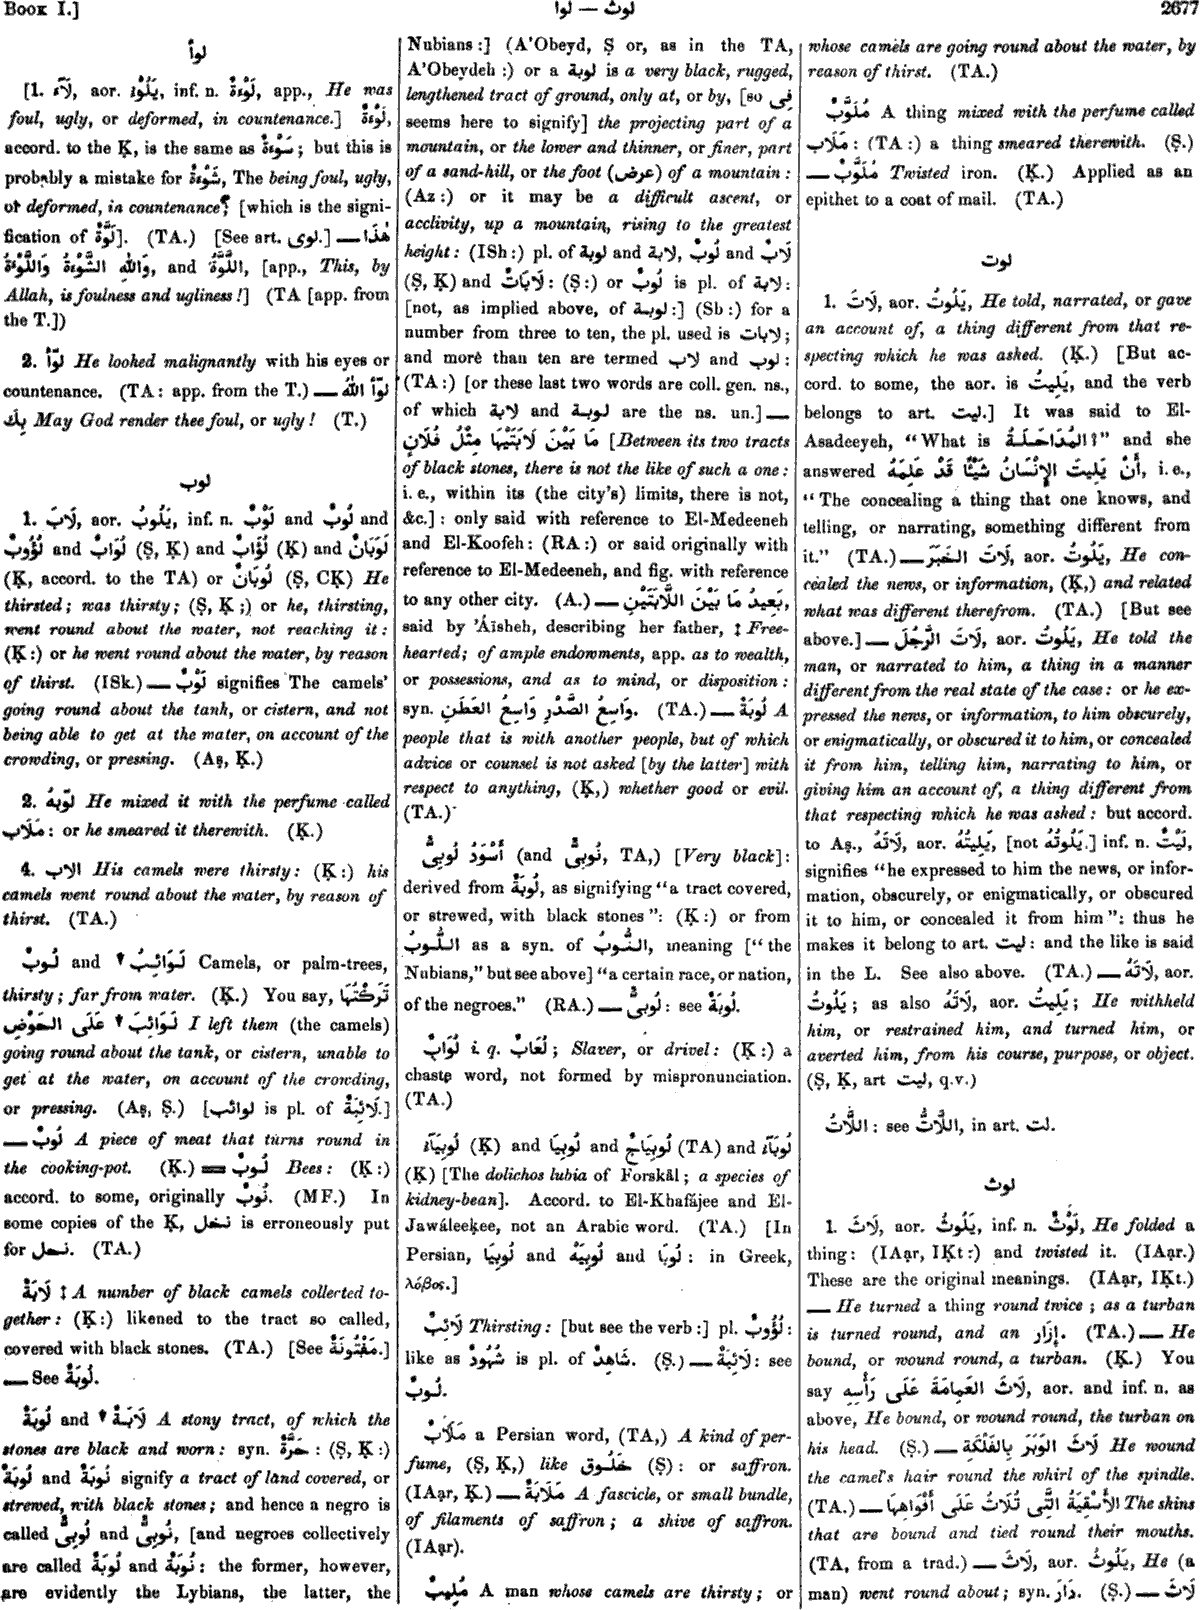 BOOK I.]
لوأ — لوث
2677
لوأ
[1. لَآءَ, aor. يَلُوْءُ, inf. n. لَوْءَةٌ, app., He was
foul, ugly, or deformed, in countenance.] لَوْءَةٌ,
accord. to the Ḳ, is the same as سَوْءَةٌ; but this is
probably a mistake for شَوْءَةٌ, The being foul, ugly,
or deformed, in countenance; [which is the signi-
fication of لَوَّةٌ]. (TA.) [See art. لوى.] — هٰذَا
وَاللّٰهِ الشَّوْءَةُ وَاللَّوْءَةُ, and اللَّوَّةُ, [app., This, by
Allah, is foulness and ugliness!] (TA [app. from
the T.])
2. لوّأ He looked malignantly with his eyes or
countenance. (TA: app. from the T.) — لوّأ اللّٰهُ
بِكَ May God render thee foul, or ugly! (T.)
لوب
1. لَابَ, aor. يَلُوبُ, inf. n. لَوْبٌ and لُوبٌ and
لُؤُوبٌ and لُوَابٌ (Ṣ, Ḳ) and لُؤَابٌ (Ḳ) and لَوَبَانٌ
(Ḳ, accord. to the TA) or لُوبَانٌ (Ṣ, CḲ) He
thirsted; was thirsty; (Ṣ, Ḳ;) or he, thirsting,
went round about the water, not reaching it:
(Ḳ:) or he went round about the water, by reason
of thirst. (ISk.) — لَوْبٌ signifies The camels'
going round about the tank, or cistern, and not
being able to get at the water, on account of the
crowding, or pressing. (Aṣ, Ḳ.)
2. لوّبهُ He mixed it with the perfume called
مَلَاب: or he smeared it therewith. (Ḳ.)
4. الاب His camels were thirsty: (Ḳ:) his
camels went round about the water, by reason of
thirst. (TA.)
لُوبٌ and ↑ لَوَائِبُ Camels, or palm-trees,
thirsty; far from water. (Ḳ.) You say, تَرَكْتُهَا
لَوَائِبَ ↑ عَلَى الحَوْضِ I left them (the camels)
going round about the tank, or cistern, unable to
get at the water, on account of the crowding,
or pressing. (Aṣ, Ṣ.) [لوائب is pl. of لَائِبَةٌ.]
— لُوبٌ A piece of meat that turns round in
the cooking-pot. (Ḳ.) = لُوبٌ Bees: (Ḳ:)
accord. to some, originally نُوبٌ. (MF.) In
some copies of the Ḳ, نخل is erroneously put
for نحل. (TA.)
لَابَةٌ ‡ A number of black camels collected to-
gether: (Ḳ:) likened to the tract so called,
covered with black stones. (TA.) [See مَفْتُونَةٌ.]
— See لُوبَةٌ.
لُوبَةٌ and ↑ لَابَةٌ A stony tract, of which the
stones are black and worn: syn. حَرَّةٌ: (Ṣ, Ḳ:)
لُوبَةٌ and نُوبَةٌ signify a tract of land covered, or
strewed, with black stones; and hence a negro is
called لُوبِىٌّ and نُوبِىٌّ, [and negroes collectively
are called لُوبَةٌ and نُوبَةٌ: the former, however,
are evidently the Lybians, the latter, the
Nubians:] (A'Obeyd, Ṣ or, as in the TA,
A'Obeydeh:) or a لوبة is a very black, rugged,
lengthened tract of ground, only at, or by, [so فِى
seems here to signify] the projecting part of a
mountain, or the lower and thinner, or finer, part
of a sand-hill, or the foot (عرض) of a mountain:
(Az:) or it may be a difficult ascent, or
acclivity, up a mountain, rising to the greatest
height: (ISh:) pl. of لوبة and لابة, لُوبٌ and لَابٌ
(Ṣ, Ḳ) and لَابَاتٌ: (Ṣ:) or لُوبٌ is pl. of لابة:
[not, as implied above, of لوبة:] (Sb:) for a
number from three to ten, the pl. used is لابات;
and more than ten are termed لاب and لوب:
(TA:) [or these last two words are coll. gen. ns.,
of which لابة and لوبة are the ns. un.] —
مَا بَيْنَ لَابَتَيْهَا مِثْلُ فُلَانٍ [Between its two tracts
of black stones, there is not the like of such a one:
i. e., within its (the city's) limits, there is not,
&c.]: only said with reference to El-Medeeneh
and El-Koofeh: (RA:) or said originally with
reference to El-Medeeneh, and fig. with reference
to any other city. (A.) — بَعِيدُ مَا بَيْنَ اللَّابَتَيْنِ,
said by 'Áïsheh, describing her father, ‡ Free-
hearted; of ample endowments, app. as to wealth,
or possessions, and as to mind, or disposition:
syn. وَاسِعُ الصَّدْرِ وَاسِعُ العَطَنِ. (TA.) — لُوبَةٌ A
people that is with another people, but of which
advice or counsel is not asked [by the latter] with
respect to anything, (Ḳ,) whether good or evil.
(TA.)
أَسْوَدُ لُوبِىٌّ (and نُوبِىٌّ, TA,) [Very black]:
derived from لُوبَةٌ, as signifying "a tract covered,
or strewed, with black stones": (Ḳ:) or from
اللُّوبُ as a syn. of النُّوبُ, meaning ["the
Nubians," but see above] "a certain race, or nation,
of the negroes." (RA.) — لُوبِىٌّ: see لُوبَةٌ.
لُوَابٌ i. q. لُعَابٌ; Slaver, or drivel: (Ḳ:) a
chaste word, not formed by mispronunciation.
(TA.)
لُوبِيَآءُ (Ḳ) and لُوبِيَا and لُوبِيَاجٌ (TA) and لُوبَآءُ
(Ḳ) [The dolichos lubia of Forskål; a species of
kidney-bean]. Accord. to El-Khafájee and El-
Jawáleeḳee, not an Arabic word. (TA.) [In
Persian, لُوبِيَا and لُوبِيَهْ and لُوبَا: in Greek,
λόβος.]
لَائِبٌ Thirsting: [but see the verb:] pl. لُؤُوبٌ:
like as شُهُودٌ is pl. of شَاهِدٌ. (Ṣ.) — لَائِبَةٌ: see
لُوبٌ.
مَلَابٌ a Persian word, (TA,) A kind of per-
fume, (Ṣ, Ḳ,) like خَلُوق (Ṣ): or saffron.
(IAạr, Ḳ.) — مَلَابَةٌ A fascicle, or small bundle,
of filaments of saffron; a shive of saffron.
(IAạr).
مُلِيبٌ A man whose camels are thirsty; or
whose camels are going round about the water, by
reason of thirst. (TA.)
مُلَوَّبٌ A thing mixed with the perfume called
مَلَاب: (TA:) a thing smeared therewith. (Ṣ.)
— مُلَوَّبٌ Twisted iron. (Ḳ.) Applied as an
epithet to a coat of mail. (TA.)
لوت
1. لَاتَ, aor. يَلُوتُ, He told, narrated, or gave
an account of, a thing different from that re-
specting which he was asked. (Ḳ.) [But ac-
cord. to some, the aor. is يَلِيتُ, and the verb
belongs to art. ليت.] It was said to El-
Asadeeyeh, "What is المُدَاحَلَةُ؟" and she
answered أَنْ يَلِيتَ الإِنْسَانُ شَيْئًا قَدْ عَلِمَهُ, i. e.,
"The concealing a thing that one knows, and
telling, or narrating, something different from
it." (TA.) — لَاتَ الخَبَرَ, aor. يَلُوتُ, He con-
cealed the news, or information, (Ḳ,) and related
what was different therefrom. (TA.) [But see
above.] — لَاتَ الرَّجُلَ, aor. يَلُوتُ, He told the
man, or narrated to him, a thing in a manner
different from the real state of the case: or he ex-
pressed the news, or information, to him obscurely,
or enigmatically, or obscured it to him, or concealed
it from him, telling him, narrating to him, or
giving him an account of, a thing different from
that respecting which he was asked: but accord.
to Aṣ., لَاتَهُ, aor. يَلِيتُهُ, [not يَلُوتُهُ.] inf. n. لَيْتٌ,
signifies "he expressed to him the news, or infor-
mation, obscurely, or enigmatically, or obscured
it to him, or concealed it from him": thus he
makes it belong to art. ليت: and the like is said
in the L. See also above. (TA.) — لَاتَهُ, aor.
يَلُوتُ; as also لَاتَهُ, aor. يَلِيتُ; He withheld
him, or restrained him, and turned him, or
averted him, from his course, purpose, or object.
(Ṣ, Ḳ, art ليت, q.v.)
اللَّاتُ: see اللَّاتُّ, in art. لت.
لوث
1. لَاثَ, aor. يَلُوثُ, inf. n. لَوْثٌ, He folded a
thing: (IAạr, IḲt:) and twisted it. (IAạr.)
These are the original meanings. (IAạr, IḲt.)
— He turned a thing round twice; as a turban
is turned round, and an إِزَار. (TA.) — He
bound, or wound round, a turban. (Ḳ.) You
say لَاثَ العِمَامَةَ عَلَى رَأْسِهِ, aor. and inf. n. as
above, He bound, or wound round, the turban on
his head. (Ṣ.) — لَاثَ الوَبَرَ بِالفَلْكَةِ He wound
the camel's hair round the whirl of the spindle.
(TA.) — الأَسْقِيَةُ الَّتِى تُلَاثُ عَلَى أَفْوَاهِهَا The skins
that are bound and tied round their mouths.
(TA, from a trad.) — لَاثَ, aor. يَلُوثُ, He (a
man) went round about; syn. دَارَ. (Ṣ.) — لَاثَ